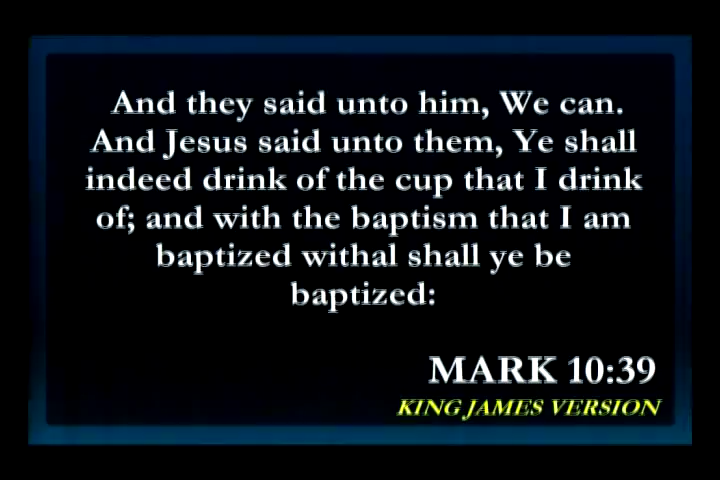 And they said unto him, We can.
And Jesus said unto them, Ye shall
indeed drink of the cup that I drink
of; and with the baptism that I am
baptized withal shall ye be
baptized:
MARK 10:39
KING JAMES VERSION